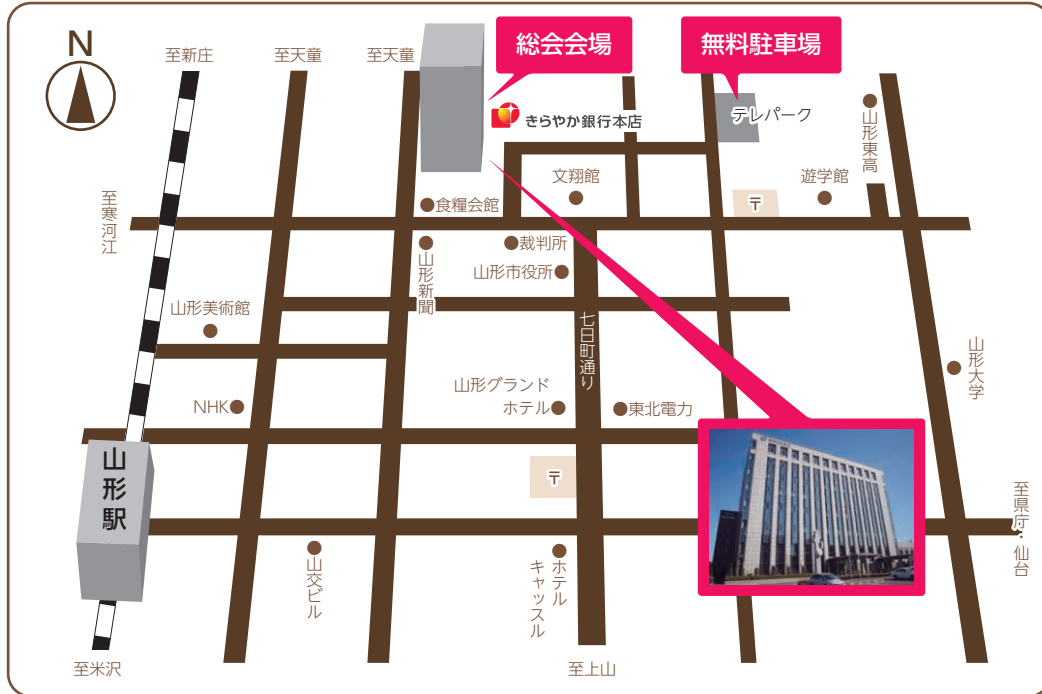 N
至新庄
至天童
至天童
総会会場
無料駐車場
きらやか銀行本店
テレパーク
山形東高
文翔館
遊学館
〒
至寒河江
食糧会館
裁判所
山形新聞
山形市役所
山形美術館
七日町通り
山形大学
山形グランド
ホテル
NHK
東北電力
山形駅
〒
至県庁・仙台
山交ビル
ホテル
キャッスル
至米沢
至上山